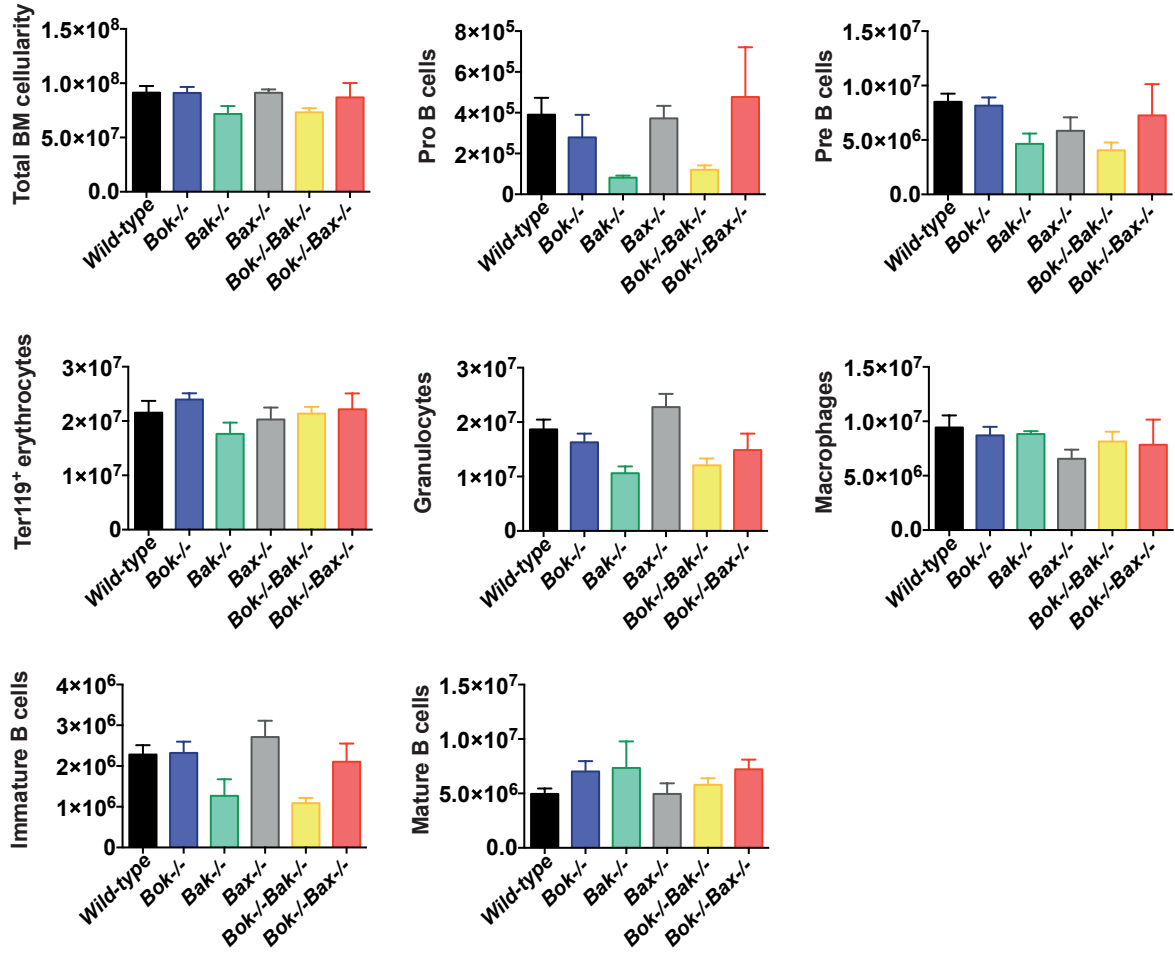 Total BM cellularity
1.5×10⁸
1.0×10⁸
5.0×10⁷
0.0
Wild-type
Bok-/-
Bak-/-
Bax-/-
Bok-/-Bak-/-
Bok-/-Bax-/-
Pro B cells
8×10⁵
6×10⁵
4×10⁵
2×10⁵
0
Wild-type
Bok-/-
Bak-/-
Bax-/-
Bok-/-Bak-/-
Bok-/-Bax-/-
Pre B cells
1.5×10⁷
1.0×10⁷
5.0×10⁶
0.0
Wild-type
Bok-/-
Bak-/-
Bax-/-
Bok-/-Bak-/-
Bok-/-Bax-/-
Ter119⁺ erythrocytes
3×10⁷
2×10⁷
1×10⁷
0
Wild-type
Bok-/-
Bak-/-
Bax-/-
Bok-/-Bak-/-
Bok-/-Bax-/-
Granulocytes
3×10⁷
2×10⁷
1×10⁷
0
Wild-type
Bok-/-
Bak-/-
Bax-/-
Bok-/-Bak-/-
Bok-/-Bax-/-
Macrophages
1.5×10⁷
1.0×10⁷
5.0×10⁶
0.0
Wild-type
Bok-/-
Bak-/-
Bax-/-
Bok-/-Bak-/-
Bok-/-Bax-/-
Immature B cells
4×10⁶
3×10⁶
2×10⁶
1×10⁶
0
Wild-type
Bok-/-
Bak-/-
Bax-/-
Bok-/-Bak-/-
Bok-/-Bax-/-
Mature B cells
1.5×10⁷
1.0×10⁷
5.0×10⁶
0.0
Wild-type
Bok-/-
Bak-/-
Bax-/-
Bok-/-Bak-/-
Bok-/-Bax-/-